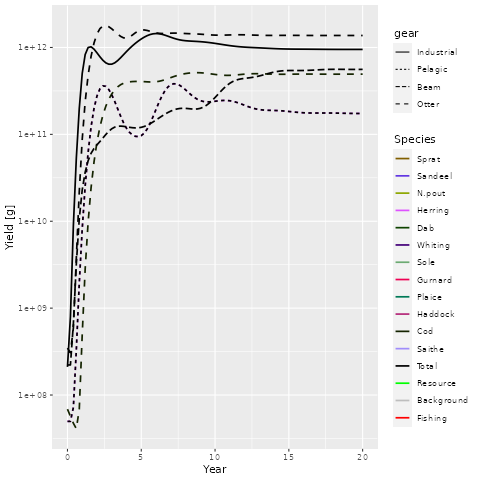 1e+12
1e+11
1e+10
1e+09
1e+08
Yield [g]
0
5
10
15
20
Year
gear
Industrial
Pelagic
Beam
Otter
Species
Sprat
Sandeel
N.pout
Herring
Dab
Whiting
Sole
Gurnard
Plaice
Haddock
Cod
Saithe
Total
Resource
Background
Fishing